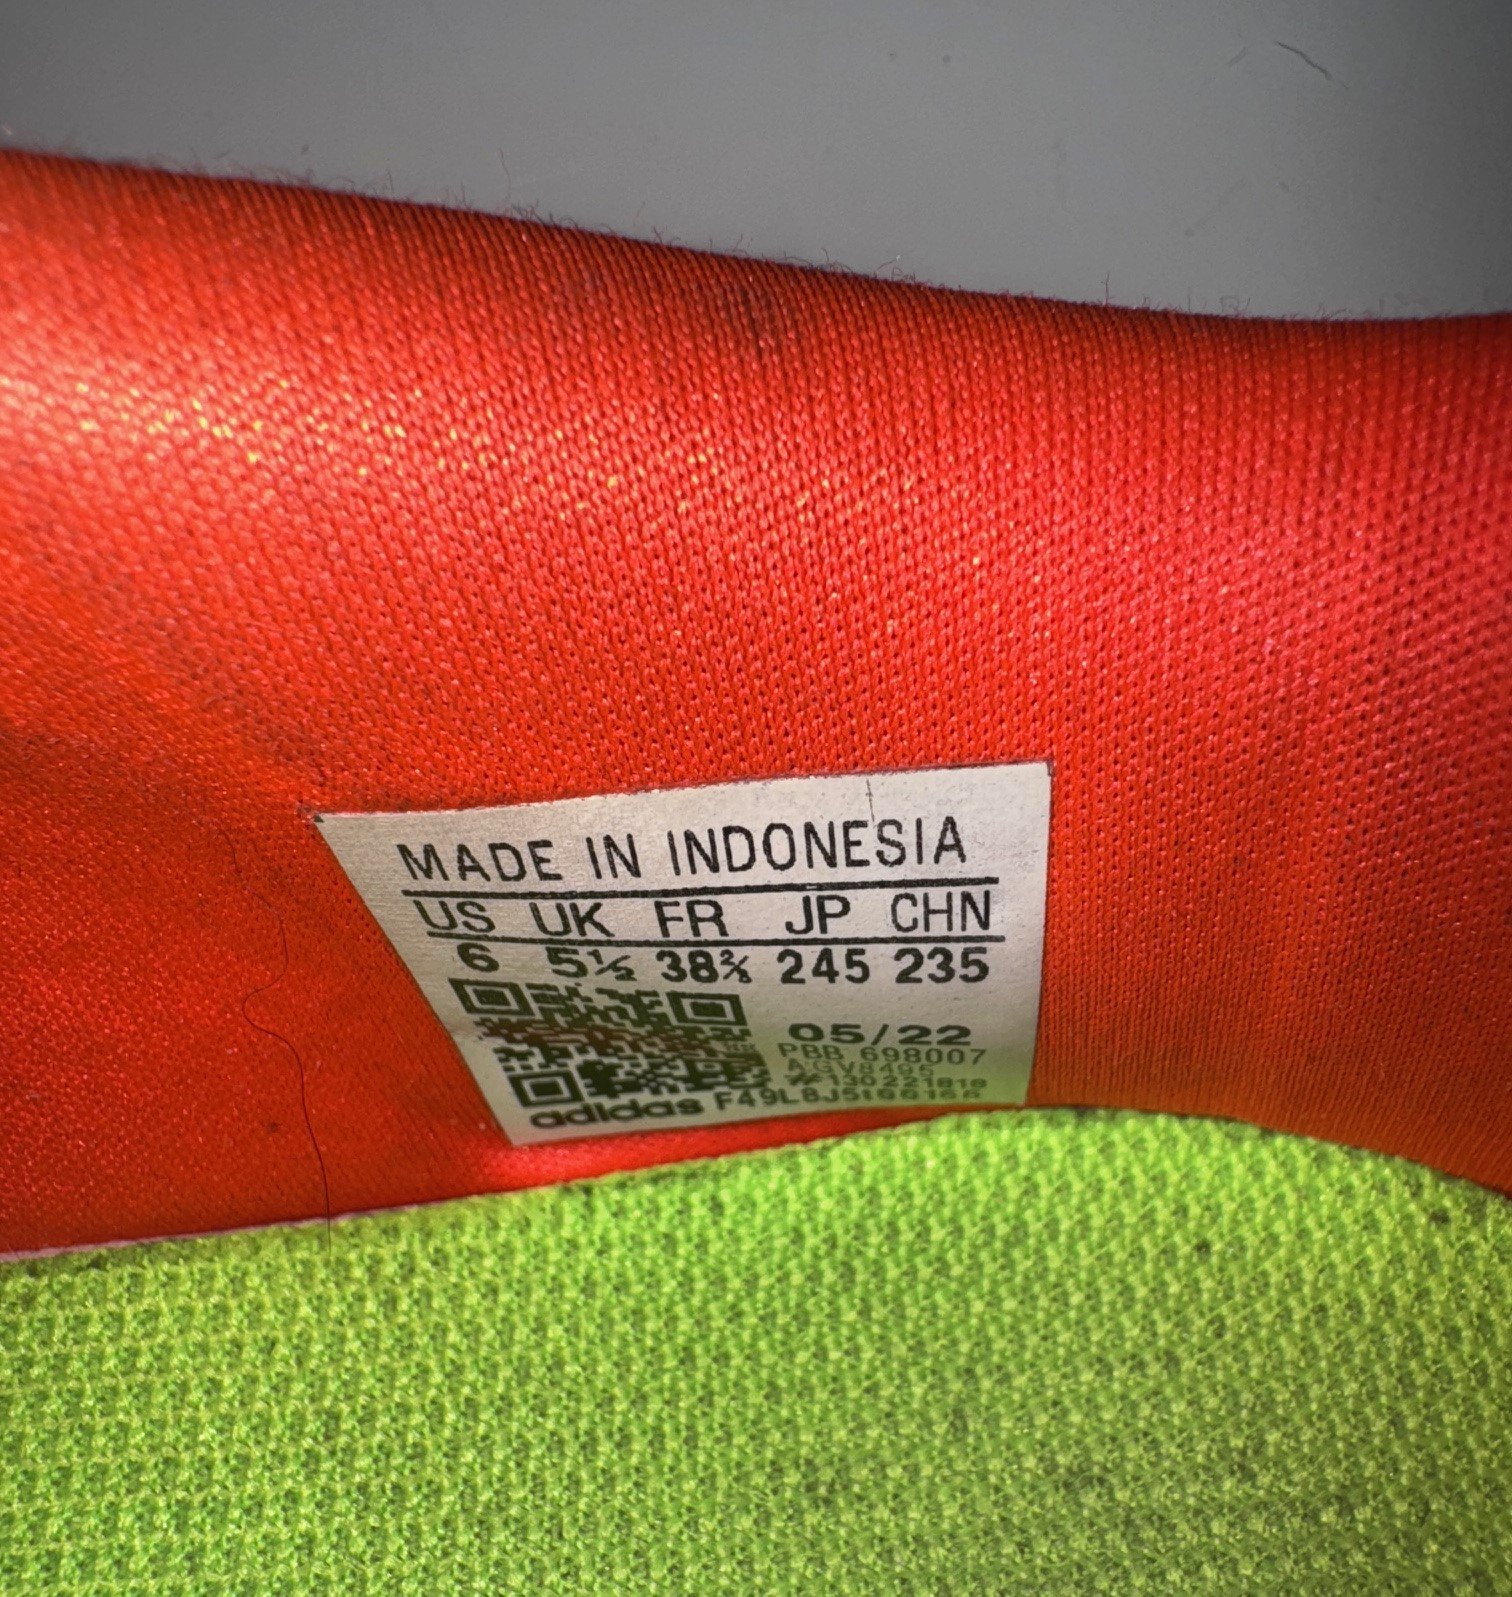 MADE IN INDONESIA
US UK FR JP CHN
6 5½ 38⅔ 245 235
05/22
PBB 698007
#130221818
adidas